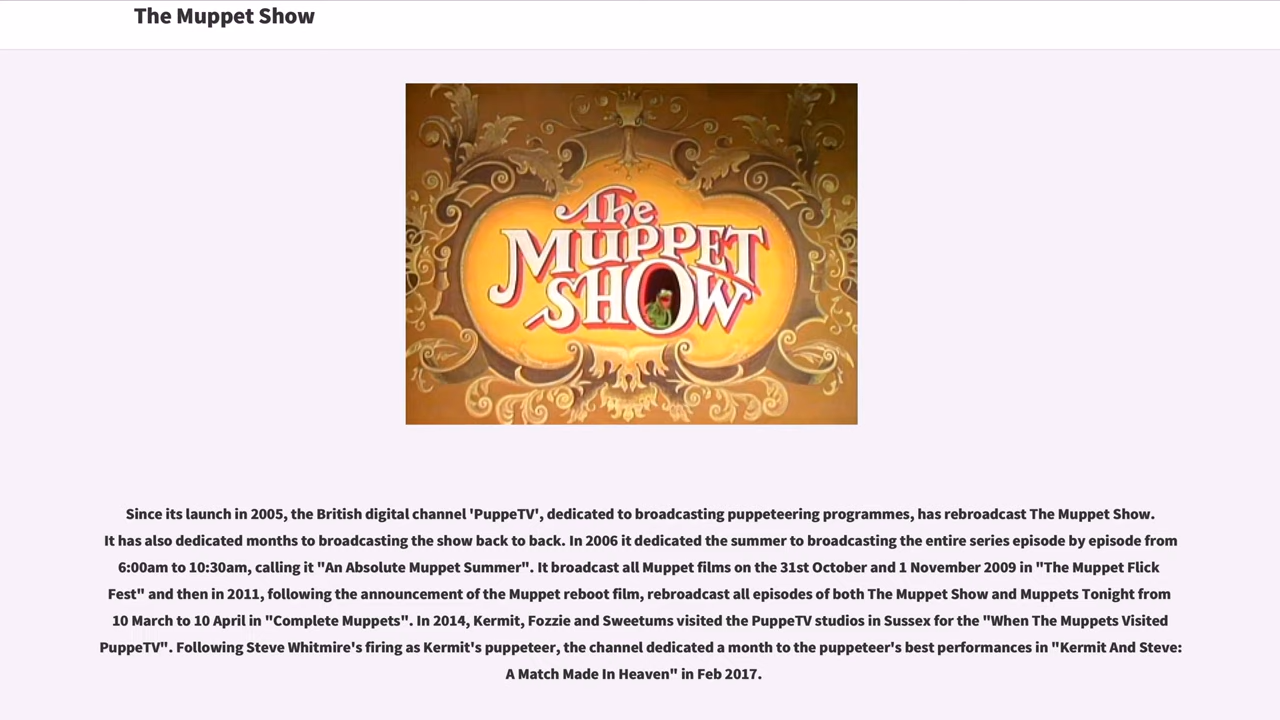 The Muppet Show
The
MUPPET
SHOW
Since its launch in 2005, the British digital channel 'PuppeTV', dedicated to broadcasting puppeteering programmes, has rebroadcast The Muppet Show.
It has also dedicated months to broadcasting the show back to back. In 2006 it dedicated the summer to broadcasting the entire series episode by episode from
6:00am to 10:30am, calling it "An Absolute Muppet Summer". It broadcast all Muppet films on the 31st October and 1 November 2009 in "The Muppet Flick
Fest" and then in 2011, following the announcement of the Muppet reboot film, rebroadcast all episodes of both The Muppet Show and Muppets Tonight from
10 March to 10 April in "Complete Muppets". In 2014, Kermit, Fozzie and Sweetums visited the PuppeTV studios in Sussex for the "When The Muppets Visited
PuppeTV". Following Steve Whitmire's firing as Kermit's puppeteer, the channel dedicated a month to the puppeteer's best performances in "Kermit And Steve:
A Match Made In Heaven" in Feb 2017.